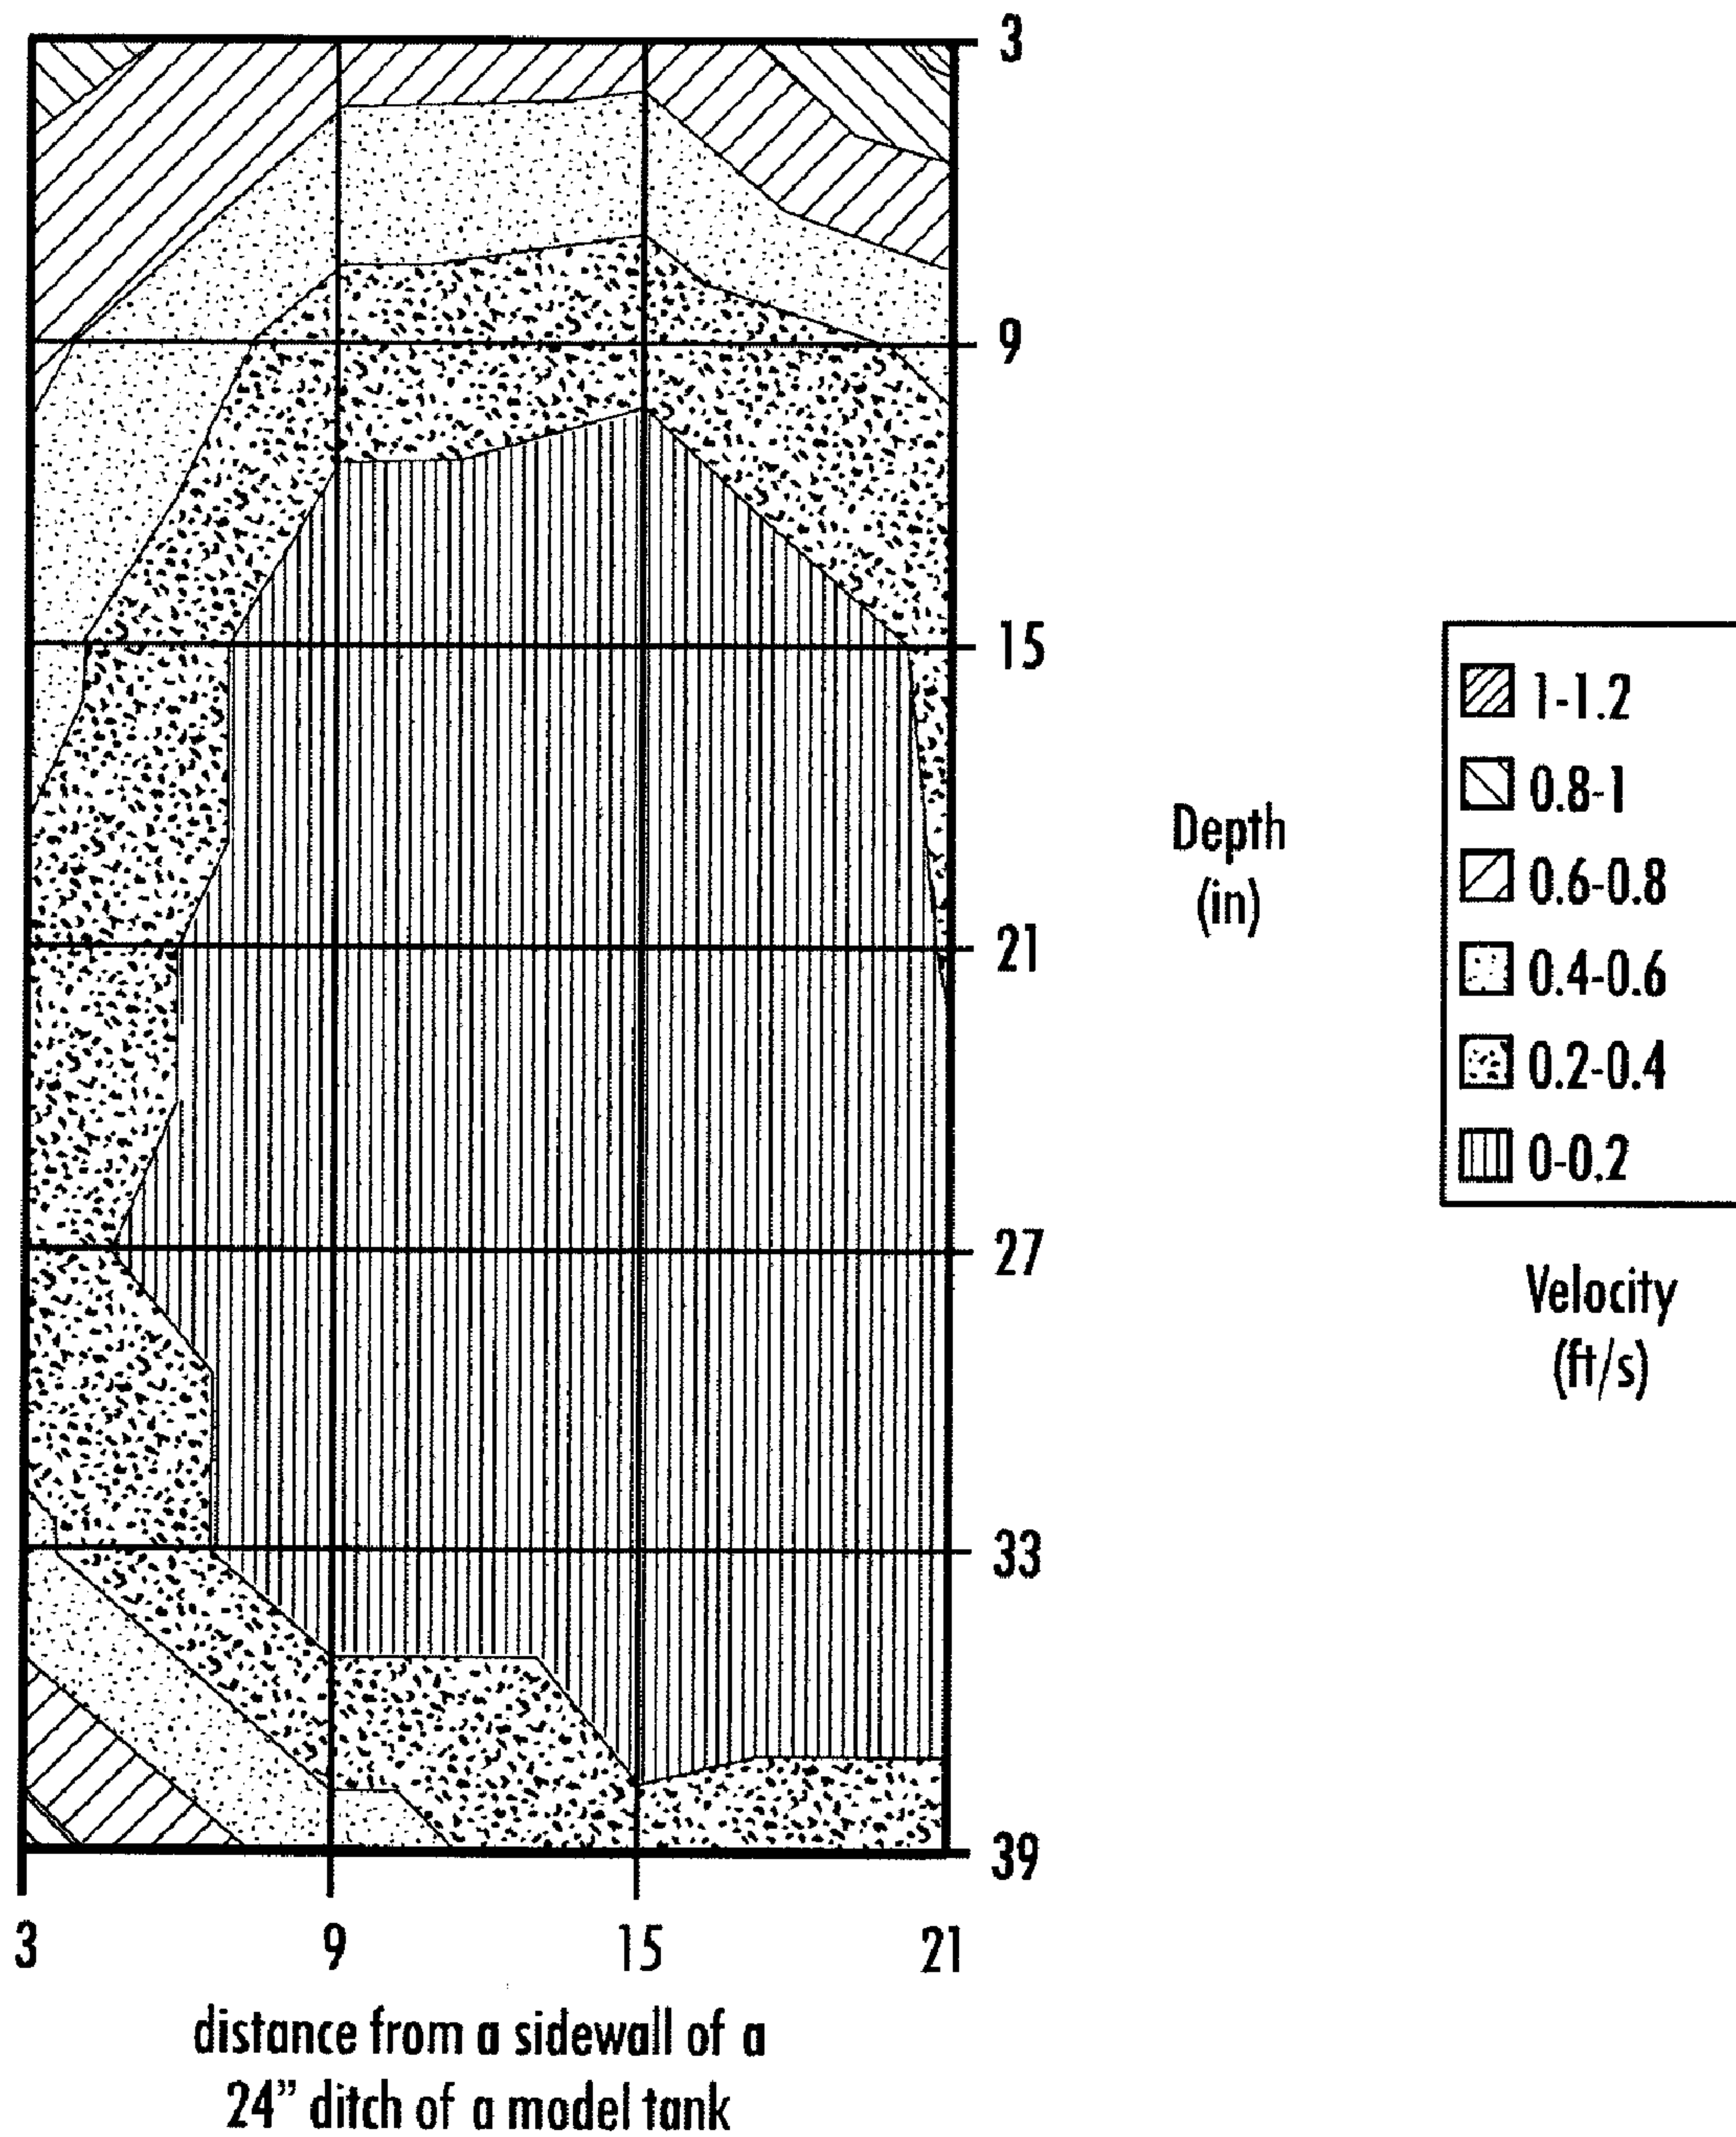 3
9
15
21
27
33
39
Depth
(in)
1-1.2
0.8-1
0.6-0.8
0.4-0.6
0.2-0.4
0-0.2
Velocity
(ft/s)
3
9
15
21
distance from a sidewall of a
24” ditch of a model tank